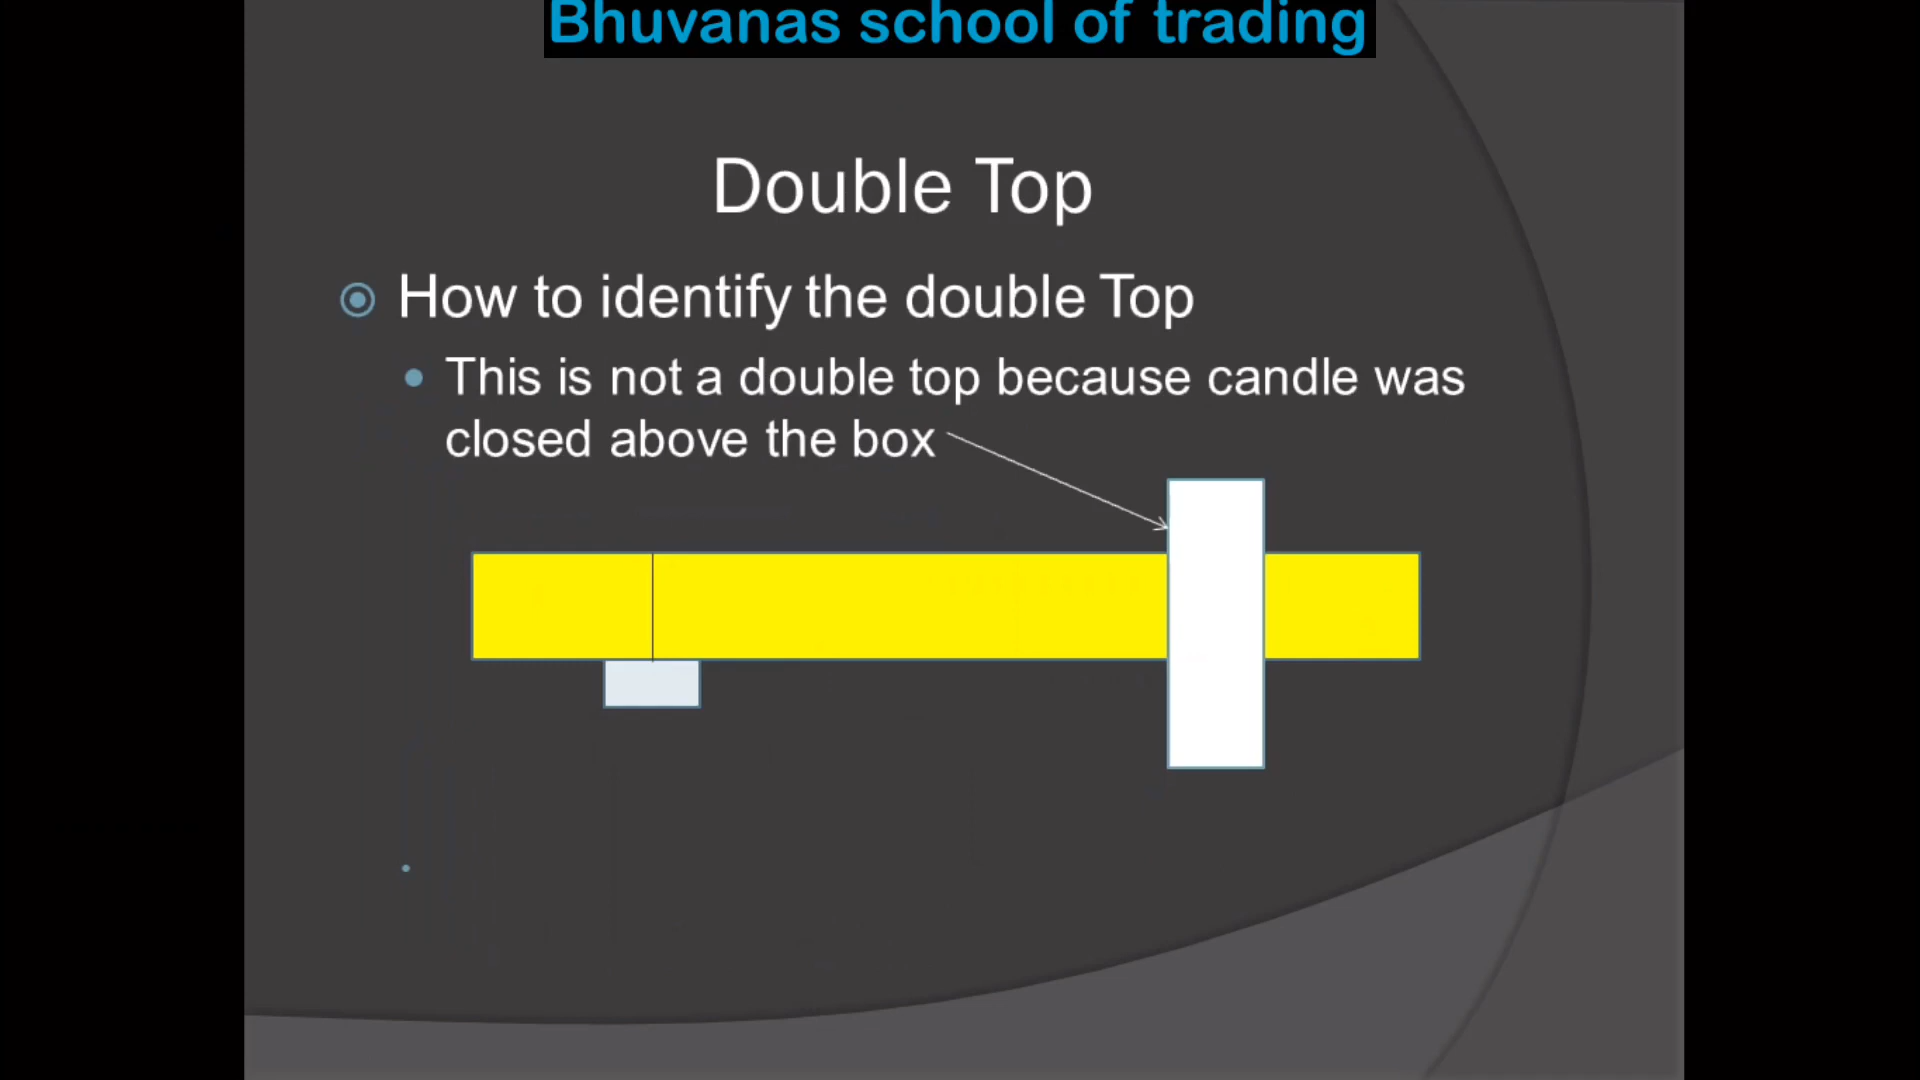 Bhuvanas school of trading
Double Top
How to identify the double Top
This is not a double top because candle was
closed above the box